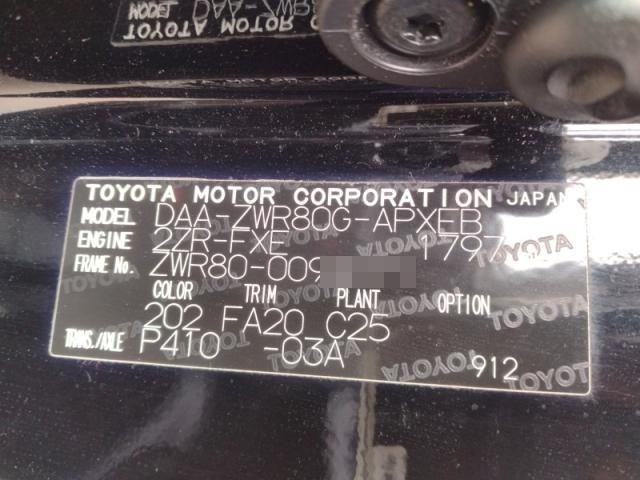 TOYOTA MOTOR CORPORATION JAPAN
MODEL DAA-ZWR80G-APXEB
ENGINE 2ZR-FXE 1797
FRAME No. ZWR80-009
COLOR TRIM PLANT OPTION
202 FA20 C25
TRANS./AXLE P410 -03A
912